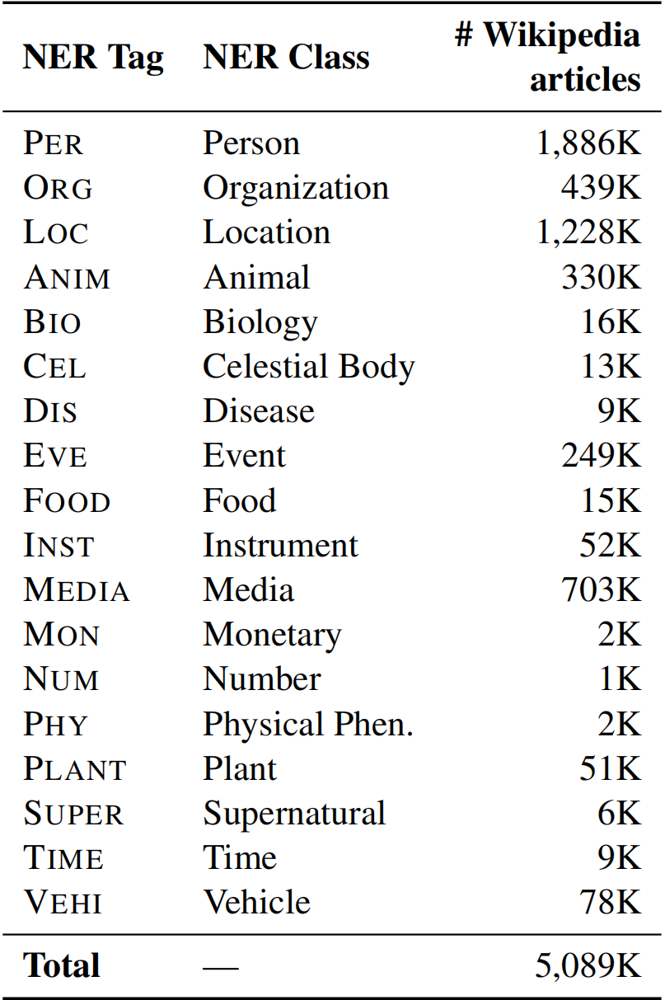 NER Tag NER Class # Wikipedia articles
PER Person 1,886K
ORG Organization 439K
LOC Location 1,228K
ANIM Animal 330K
BIO Biology 16K
CEL Celestial Body 13K
DIS Disease 9K
EVE Event 249K
FOOD Food 15K
INST Instrument 52K
MEDIA Media 703K
MON Monetary 2K
NUM Number 1K
PHY Physical Phen. 2K
PLANT Plant 51K
SUPER Supernatural 6K
TIME Time 9K
VEHI Vehicle 78K
Total — 5,089K